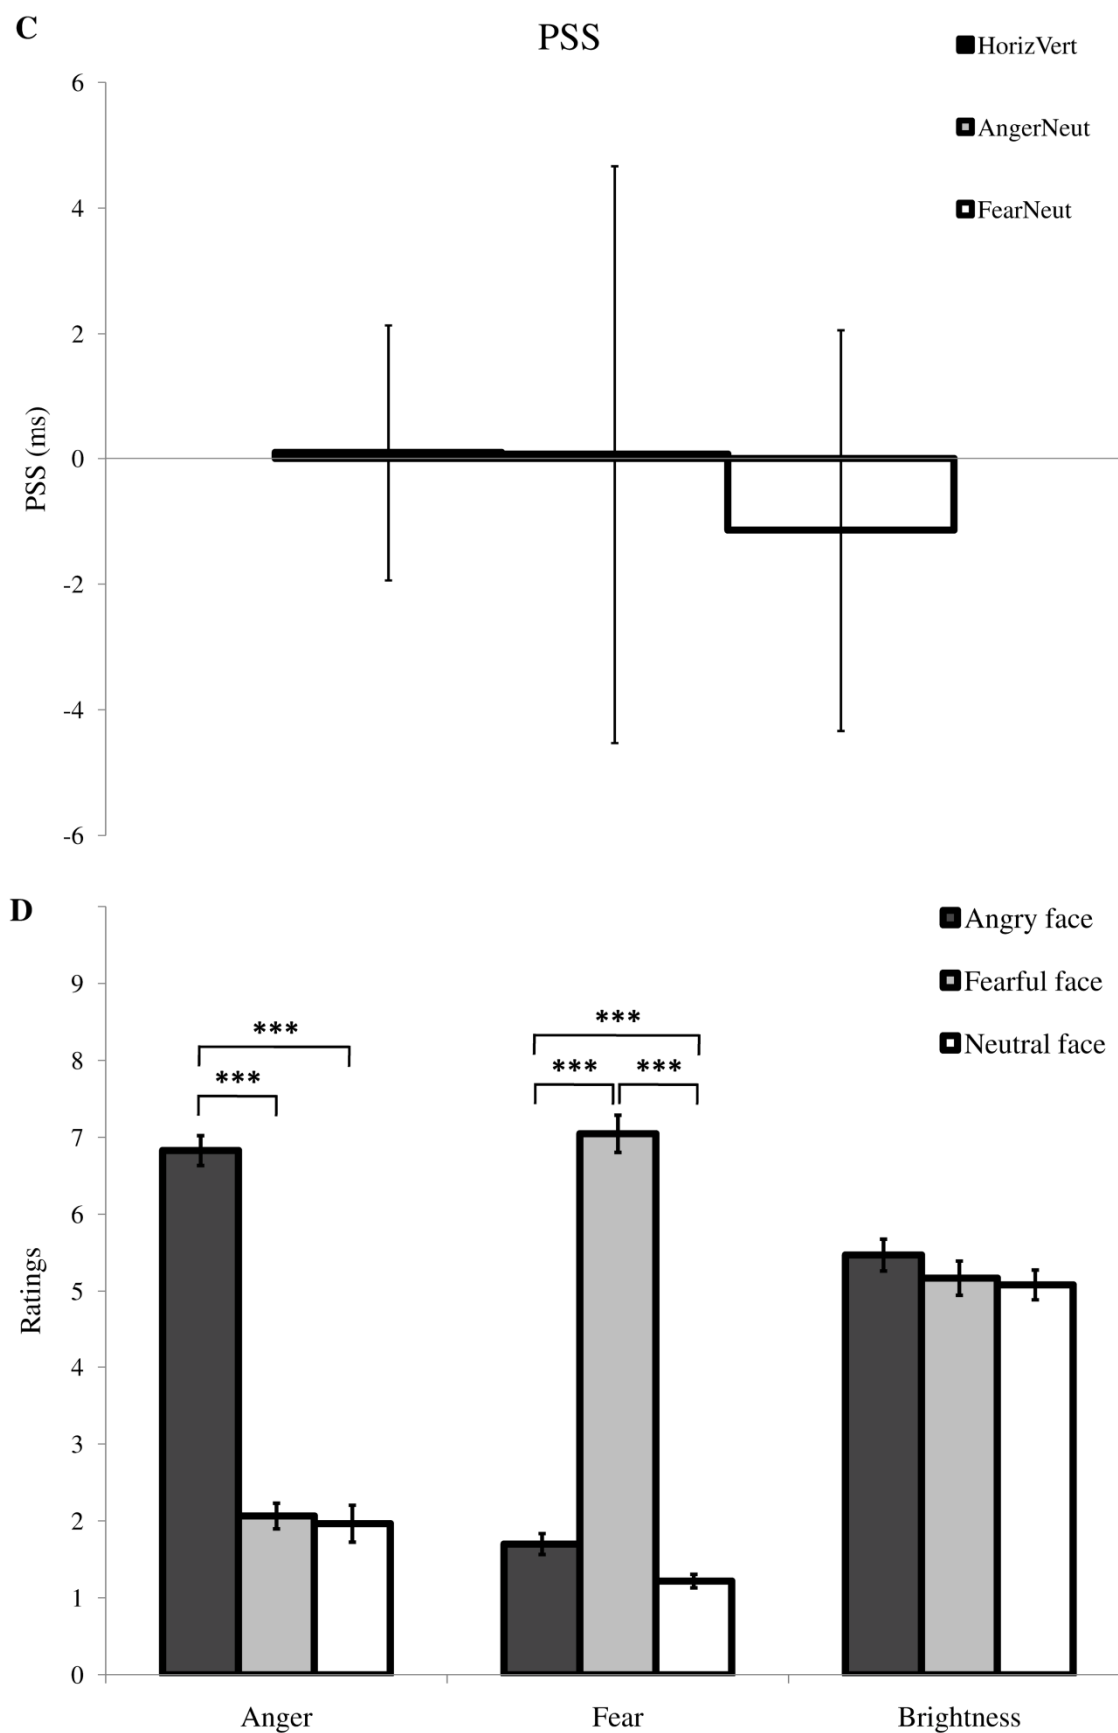 C
PSS
HorizVert
AngerNeut
FearNeut
6
4
2
0
-2
-4
-6
PSS (ms)
D
Angry face
Fearful face
Neutral face
9
8
7
6
5
4
3
2
1
0
Ratings
***
***
***
***
***
Anger
Fear
Brightness